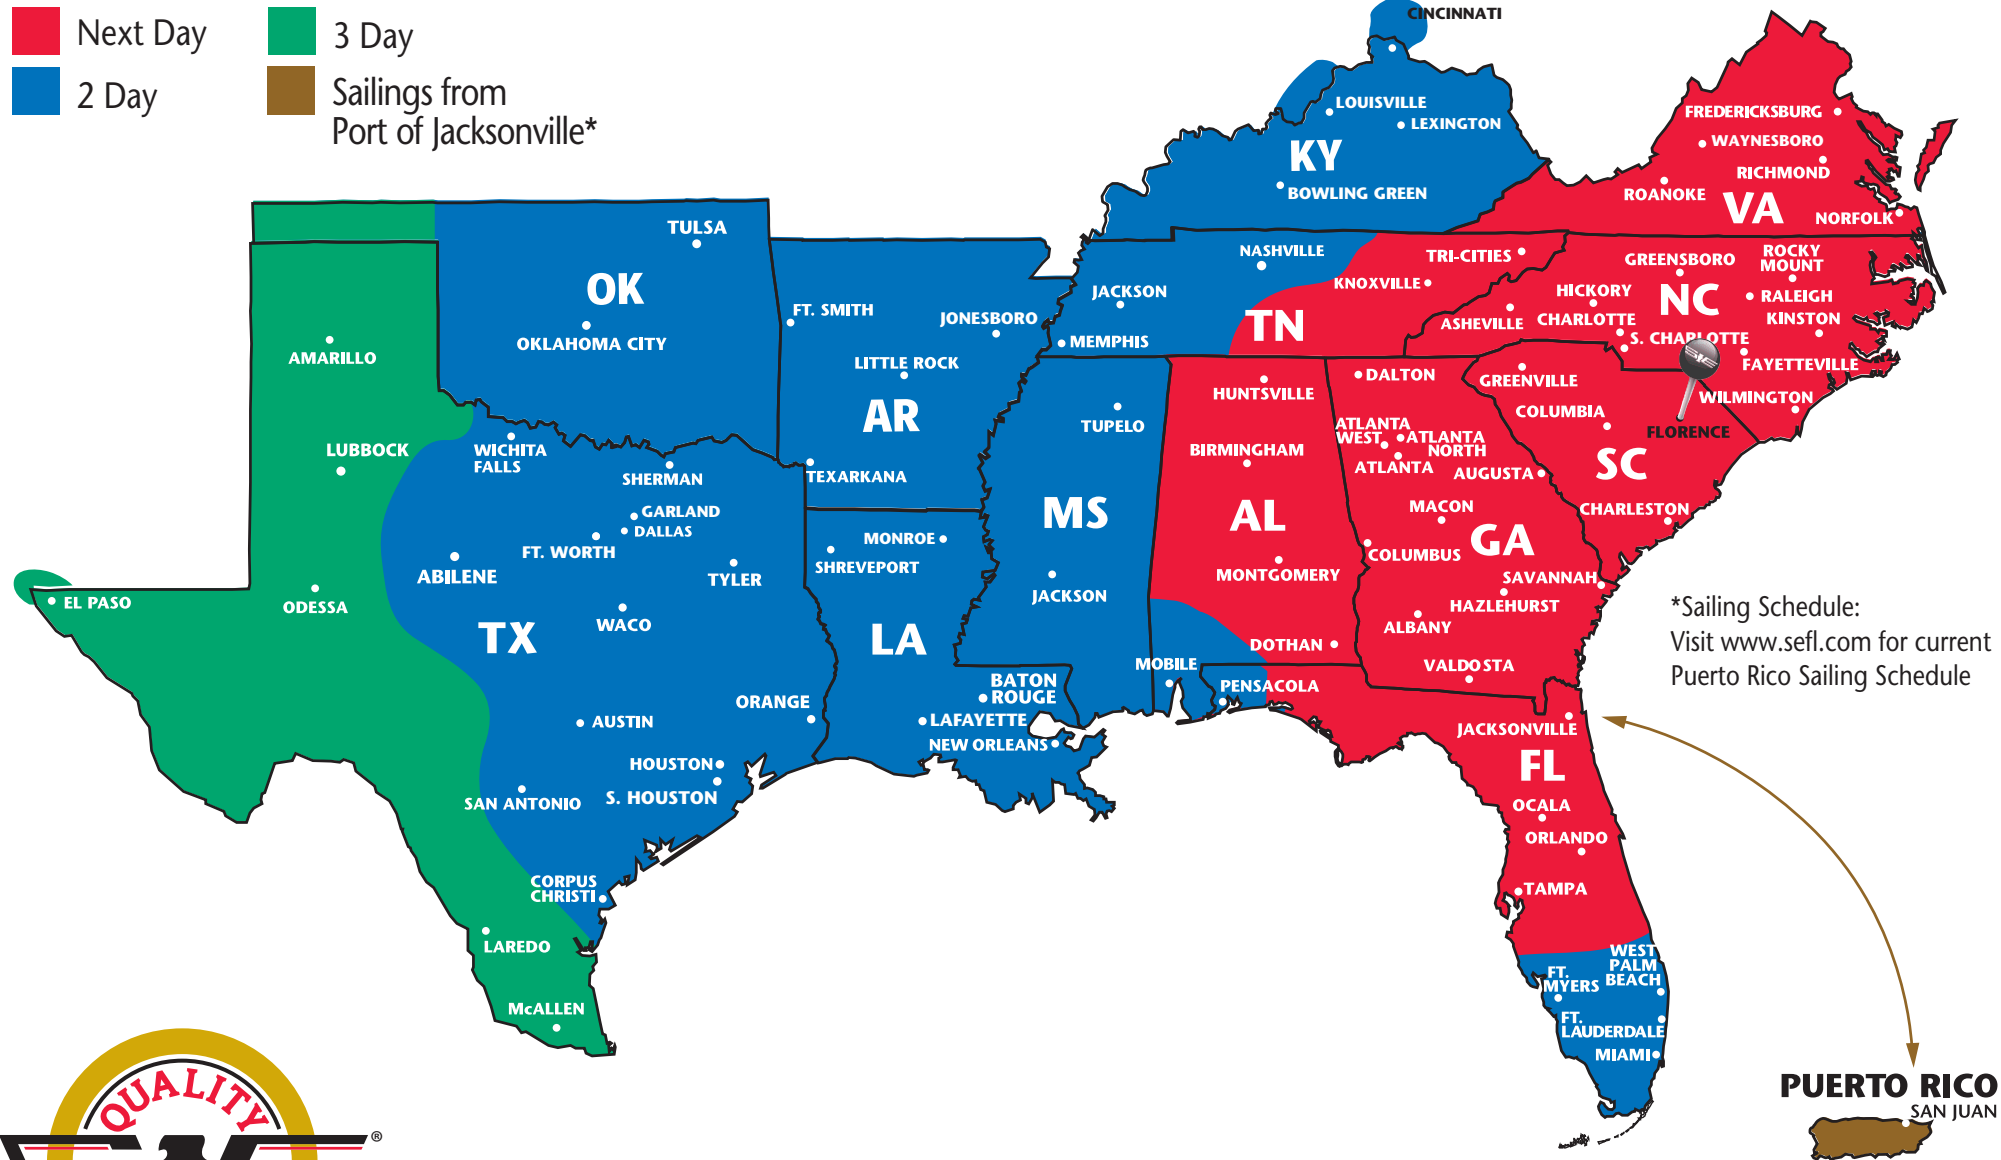 Next Day
2 Day
3 Day
Sailings from
Port of Jacksonville*
CINCINNATI
LOUISVILLE
LEXINGTON
KY
BOWLING GREEN
FREDERICKSBURG
WAYNESBORO
RICHMOND
ROANOKE
VA
NORFOLK
TULSA
OK
OKLAHOMA CITY
FT. SMITH
JONESBORO
LITTLE ROCK
AR
TEXARKANA
NASHVILLE
JACKSON
MEMPHIS
TN
KNOXVILLE
TRI-CITIES
GREENSBORO
ROCKY
MOUNT
HICKORY
NC
RALEIGH
ASHEVILLE
CHARLOTTE
KINSTON
S. CHARLOTTE
FAYETTEVILLE
WILMINGTON
GREENVILLE
COLUMBIA
FLORENCE
SC
CHARLESTON
AMARILLO
LUBBOCK
WICHITA
FALLS
SHERMAN
GARLAND
DALLAS
FT. WORTH
ABILENE
TYLER
EL PASO
ODESSA
WACO
TX
ORANGE
AUSTIN
HOUSTON
S. HOUSTON
SAN ANTONIO
CORPUS
CHRISTI
LAREDO
McALLEN
MONROE
SHREVEPORT
LA
BATON
ROUGE
LAFAYETTE
NEW ORLEANS
TUPELO
MS
JACKSON
HUNTSVILLE
BIRMINGHAM
AL
MONTGOMERY
DOTHAN
MOBILE
PENSACOLA
DALTON
ATLANTA
WEST
ATLANTA
NORTH
ATLANTA
AUGUSTA
MACON
COLUMBUS
GA
SAVANNAH
HAZLEHURST
ALBANY
VALDOSTA
JACKSONVILLE
FL
OCALA
ORLANDO
TAMPA
WEST
PALM
BEACH
FT.
MYERS
FT.
LAUDERDALE
MIAMI
*Sailing Schedule:
Visit www.sefl.com for current
Puerto Rico Sailing Schedule
PUERTO RICO
SAN JUAN
QUALITY
®